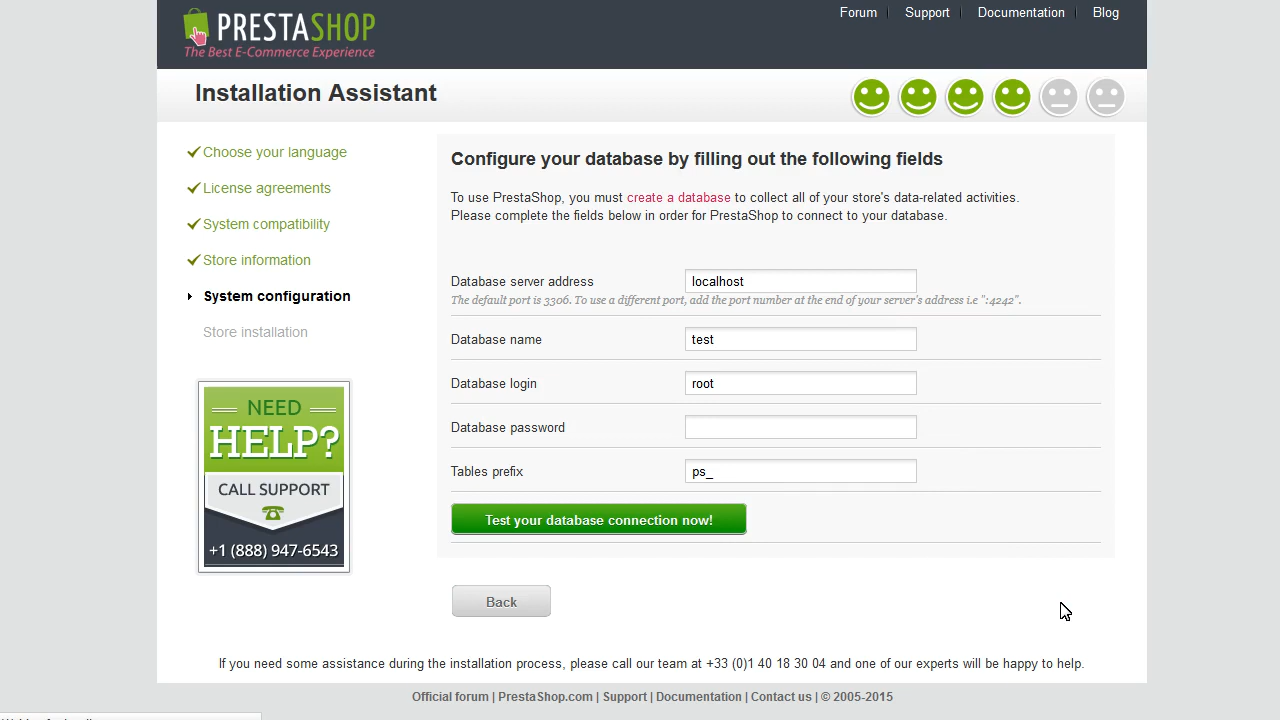 PRESTASHOP
The Best E-Commerce Experience
Forum
Support
Documentation
Blog
Installation Assistant
Choose your language
License agreements
System compatibility
Store information
System configuration
Store installation
NEED
HELP?
CALL SUPPORT
+1 (888) 947-6543
Configure your database by filling out the following fields
To use PrestaShop, you must create a database to collect all of your store's data-related activities.
Please complete the fields below in order for PrestaShop to connect to your database.
Database server address localhost
The default port is 3306. To use a different port, add the port number at the end of your server's address i.e ":4242".
Database name test
Database login root
Database password
Tables prefix ps_
Test your database connection now!
Back
If you need some assistance during the installation process, please call our team at +33 (0)1 40 18 30 04 and one of our experts will be happy to help.
Official forum | PrestaShop.com | Support | Documentation | Contact us | © 2005-2015